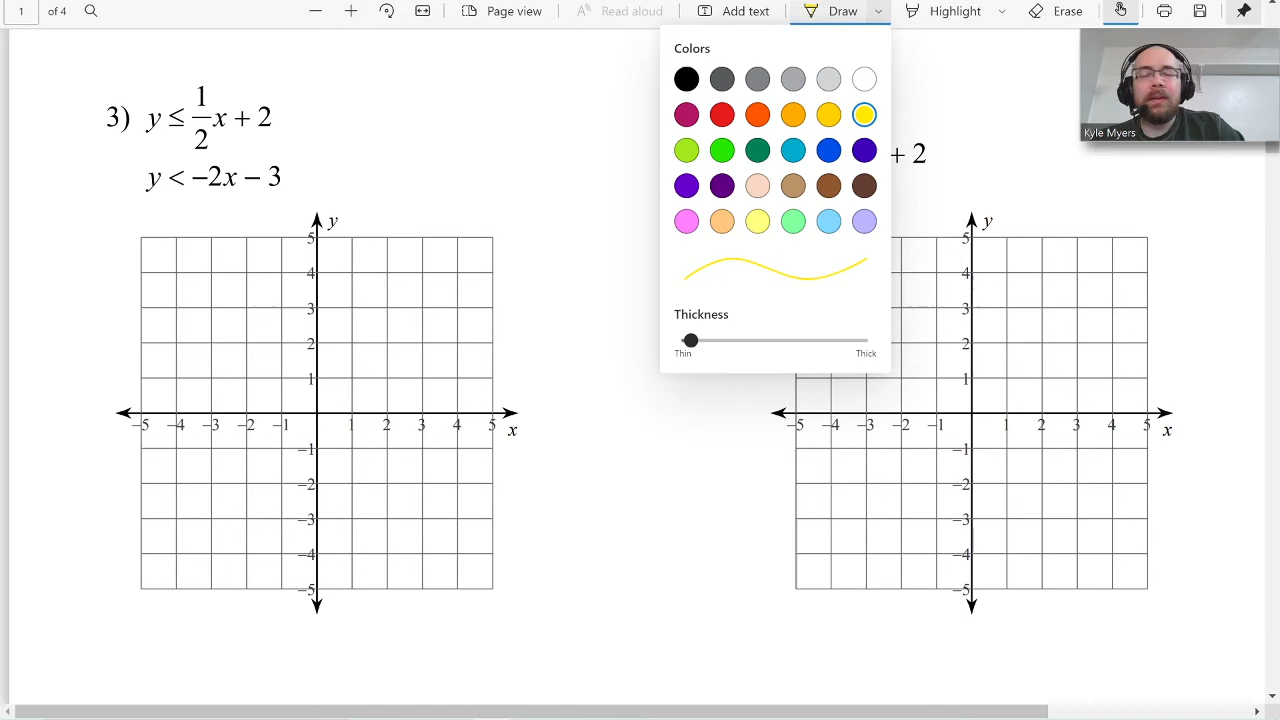 1 of 4 Page view Read aloud Add text Draw Highlight Erase
Colors
Thickness
Thin Thick
Kyle Myers
3) y ≤ 1/2 x + 2
y < −2x − 3
+ 2
y
5
4
3
2
1
−5 −4 −3 −2 −1 1 2 3 4 5 x
−1
−2
−3
−4
−5
y
5
4
3
2
1
−5 −4 −3 −2 −1 1 2 3 4 5 x
−1
−2
−3
−4
−5